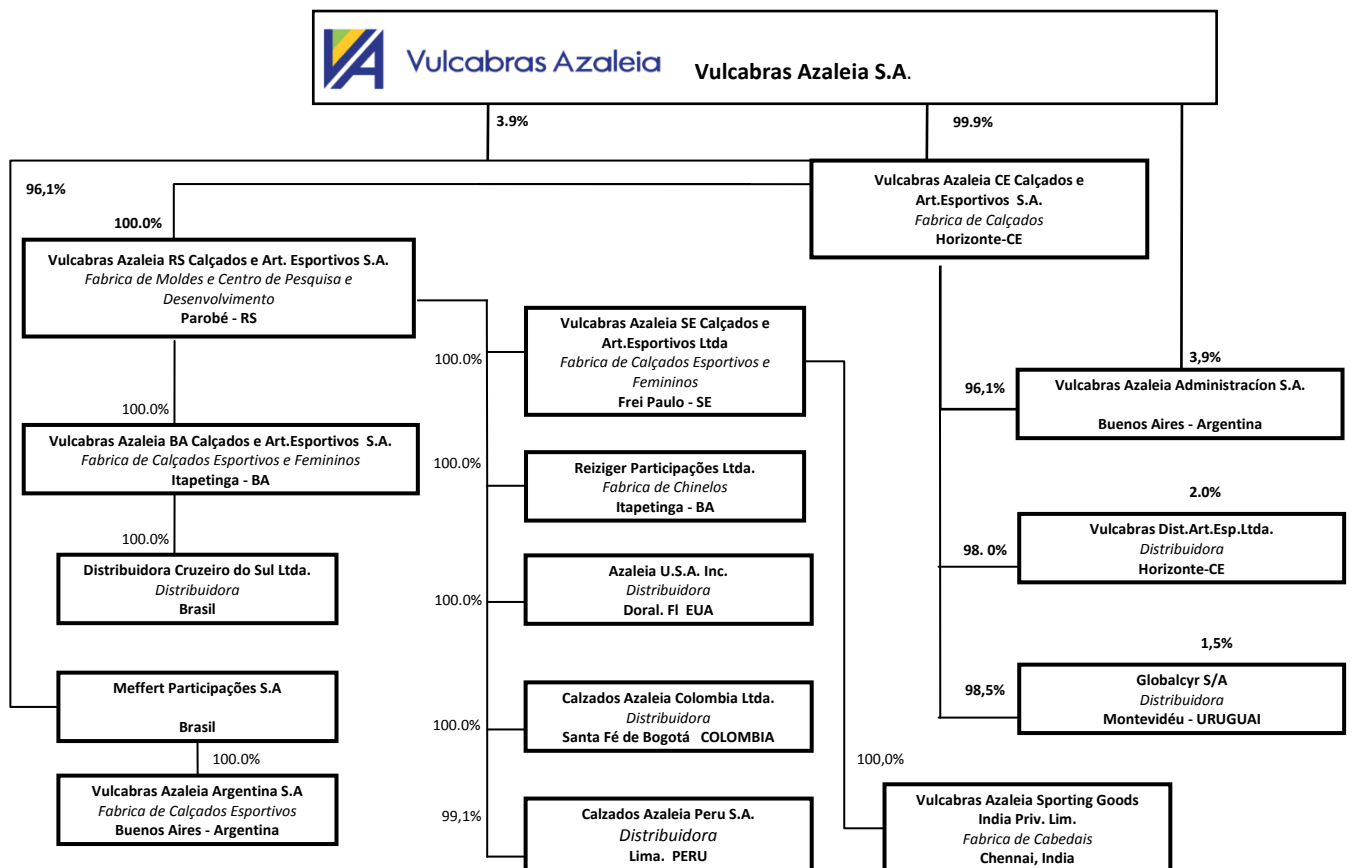 Vulcabras Azaleia
Vulcabras Azaleia S.A.
3.9%
99.9%
96,1%
Vulcabras Azaleia CE Calçados e
Art.Esportivos S.A.
Fabrica de Calçados
Horizonte-CE
100.0%
Vulcabras Azaleia RS Calçados e Art. Esportivos S.A.
Fabrica de Moldes e Centro de Pesquisa e
Desenvolvimento
Parobé - RS
100.0%
Vulcabras Azaleia SE Calçados e
Art.Esportivos Ltda
Fabrica de Calçados Esportivos e
Femininos
Frei Paulo - SE
3,9%
96,1%
Vulcabras Azaleia Administracíon S.A.
Buenos Aires - Argentina
100.0%
Vulcabras Azaleia BA Calçados e Art.Esportivos S.A.
Fabrica de Calçados Esportivos e Femininos
Itapetinga - BA
100.0%
Reiziger Participações Ltda.
Fabrica de Chinelos
Itapetinga - BA
2.0%
98. 0%
Vulcabras Dist.Art.Esp.Ltda.
Distribuidora
Horizonte-CE
100.0%
Distribuidora Cruzeiro do Sul Ltda.
Distribuidora
Brasil
100.0%
Azaleia U.S.A. Inc.
Distribuidora
Doral. Fl EUA
1,5%
98,5%
Globalcyr S/A
Distribuidora
Montevidéu - URUGUAI
Meffert Participações S.A
Brasil
100.0%
Calzados Azaleia Colombia Ltda.
Distribuidora
Santa Fé de Bogotá COLOMBIA
100.0%
Vulcabras Azaleia Argentina S.A
Fabrica de Calçados Esportivos
Buenos Aires - Argentina
99,1%
Calzados Azaleia Peru S.A.
Distribuidora
Lima. PERU
100,0%
Vulcabras Azaleia Sporting Goods
India Priv. Lim.
Fabrica de Cabedais
Chennai, India